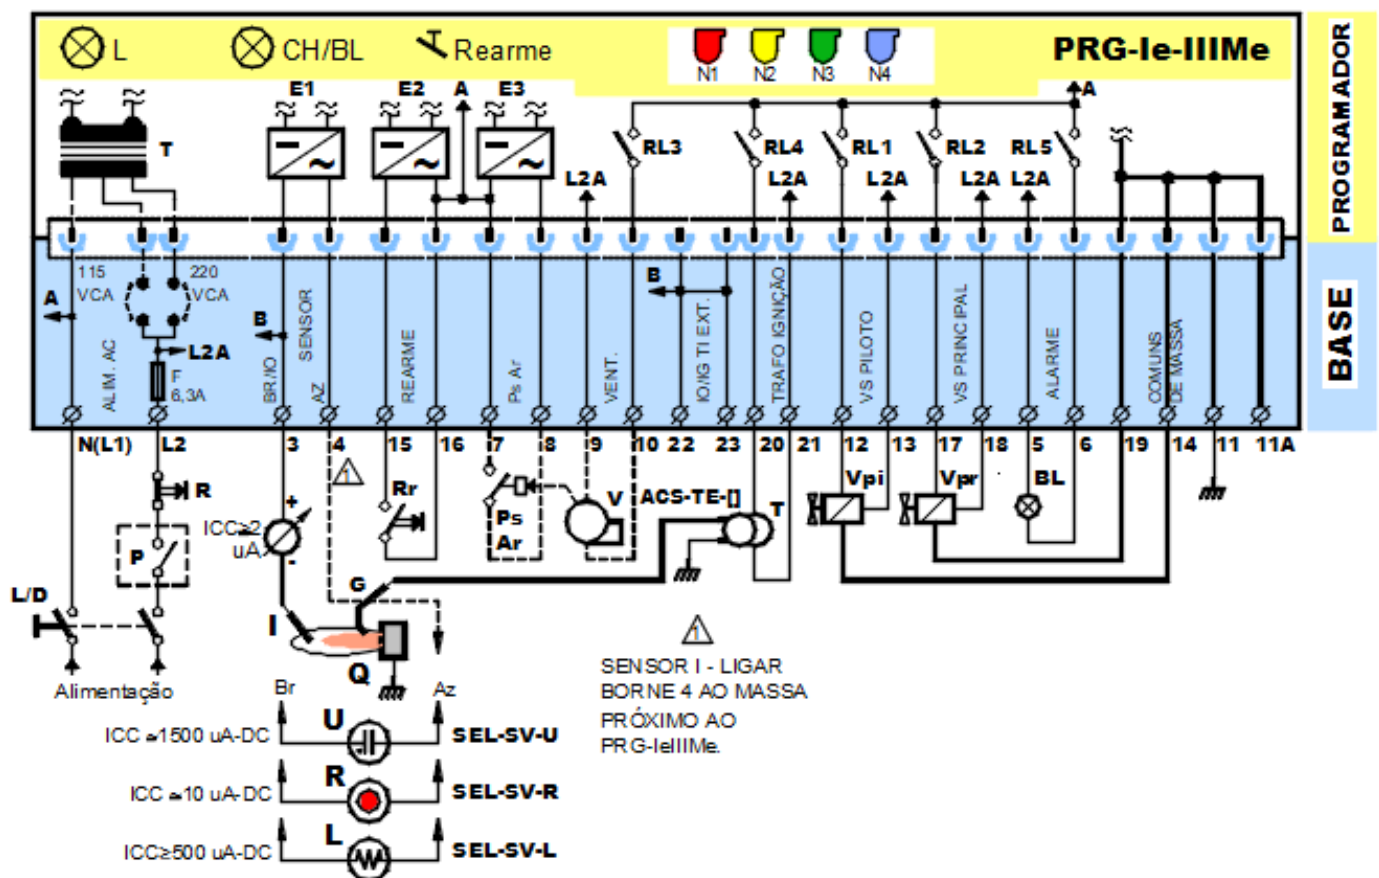 L
CH/BL
Rearme
N1
N2
N3
N4
PRG-Ie-IIIMe
PROGRAMADOR
E1
E2
A
E3
A
T
RL3
RL4
RL1
RL2
RL5
L2A
L2A
L2A
L2A
L2A
BASE
115
VCA
220
VCA
A
L2A
F
6,3A
ALIM. AC
B
BR/IO
SENSOR
AZ
REARME
Ps Ar
VENT.
B
IO/IG TI EXT.
TRAFO IGNIÇÃO
VS PILOTO
VS PRINCIPAL
ALARME
COMUNS
DE MASSA
N(L1)
L2
3
4
15
16
7
8
9
10
22
23
20
21
12
13
17
18
5
6
19
14
11
11A
R
P
L/D
Alimentação
1
+
ICC≥2
uA
-
Rr
Ps
Ar
V
ACS-TE-[]
T
Vpi
Vpr
BL
G
I
Q
Br
Az
1
SENSOR I - LIGAR
BORNE 4 AO MASSA
PRÓXIMO AO
PRG-IeIIIMe.
ICC ≃1500 uA-DC
U
SEL-SV-U
ICC ≃10 uA-DC
R
SEL-SV-R
ICC≥500 uA-DC
L
SEL-SV-L